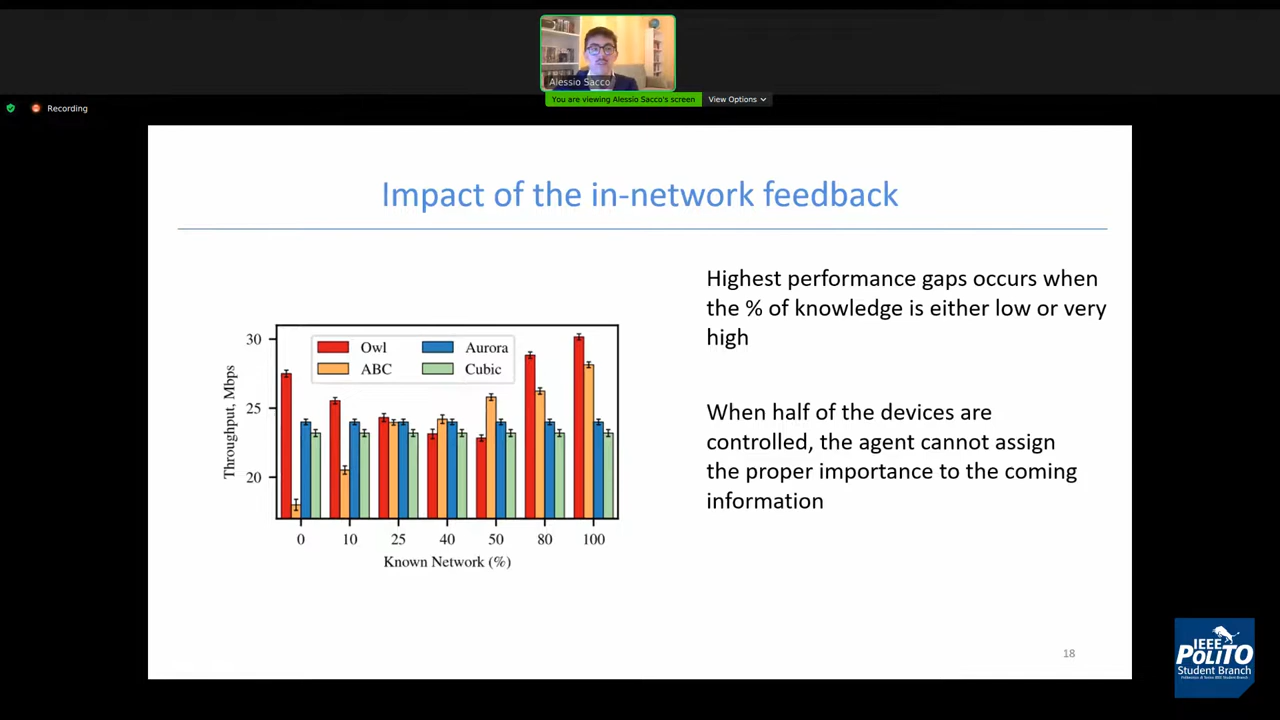 Alessio Sacco
You are viewing Alessio Sacco's screen
View Options
Recording
Impact of the in-network feedback
Highest performance gaps occurs when
the % of knowledge is either low or very
high
When half of the devices are
controlled, the agent cannot assign
the proper importance to the coming
information
Owl
Aurora
ABC
Cubic
Throughput, Mbps
30
25
20
0 10 25 40 50 80 100
Known Network (%)
18
IEEE
POLITO
Student Branch